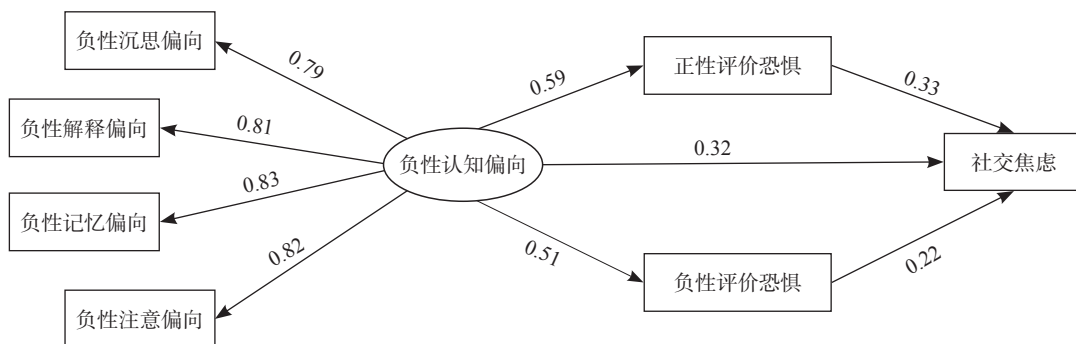 负性沉思偏向
正性评价恐惧
0.79
0.59
0.33
负性解释偏向
0.81
负性认知偏向
0.32
社交焦虑
负性记忆偏向
0.83
0.82
0.51
负性评价恐惧
0.22
负性注意偏向